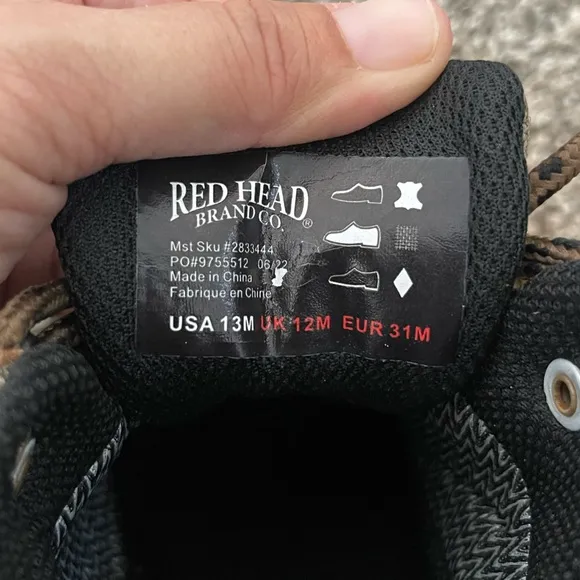 RED HEAD
BRAND CO.®
Mst Sku #2833444
PO#9755512 06/22
Made in China
Fabrique en Chine
USA 13M UK 12M EUR 31M